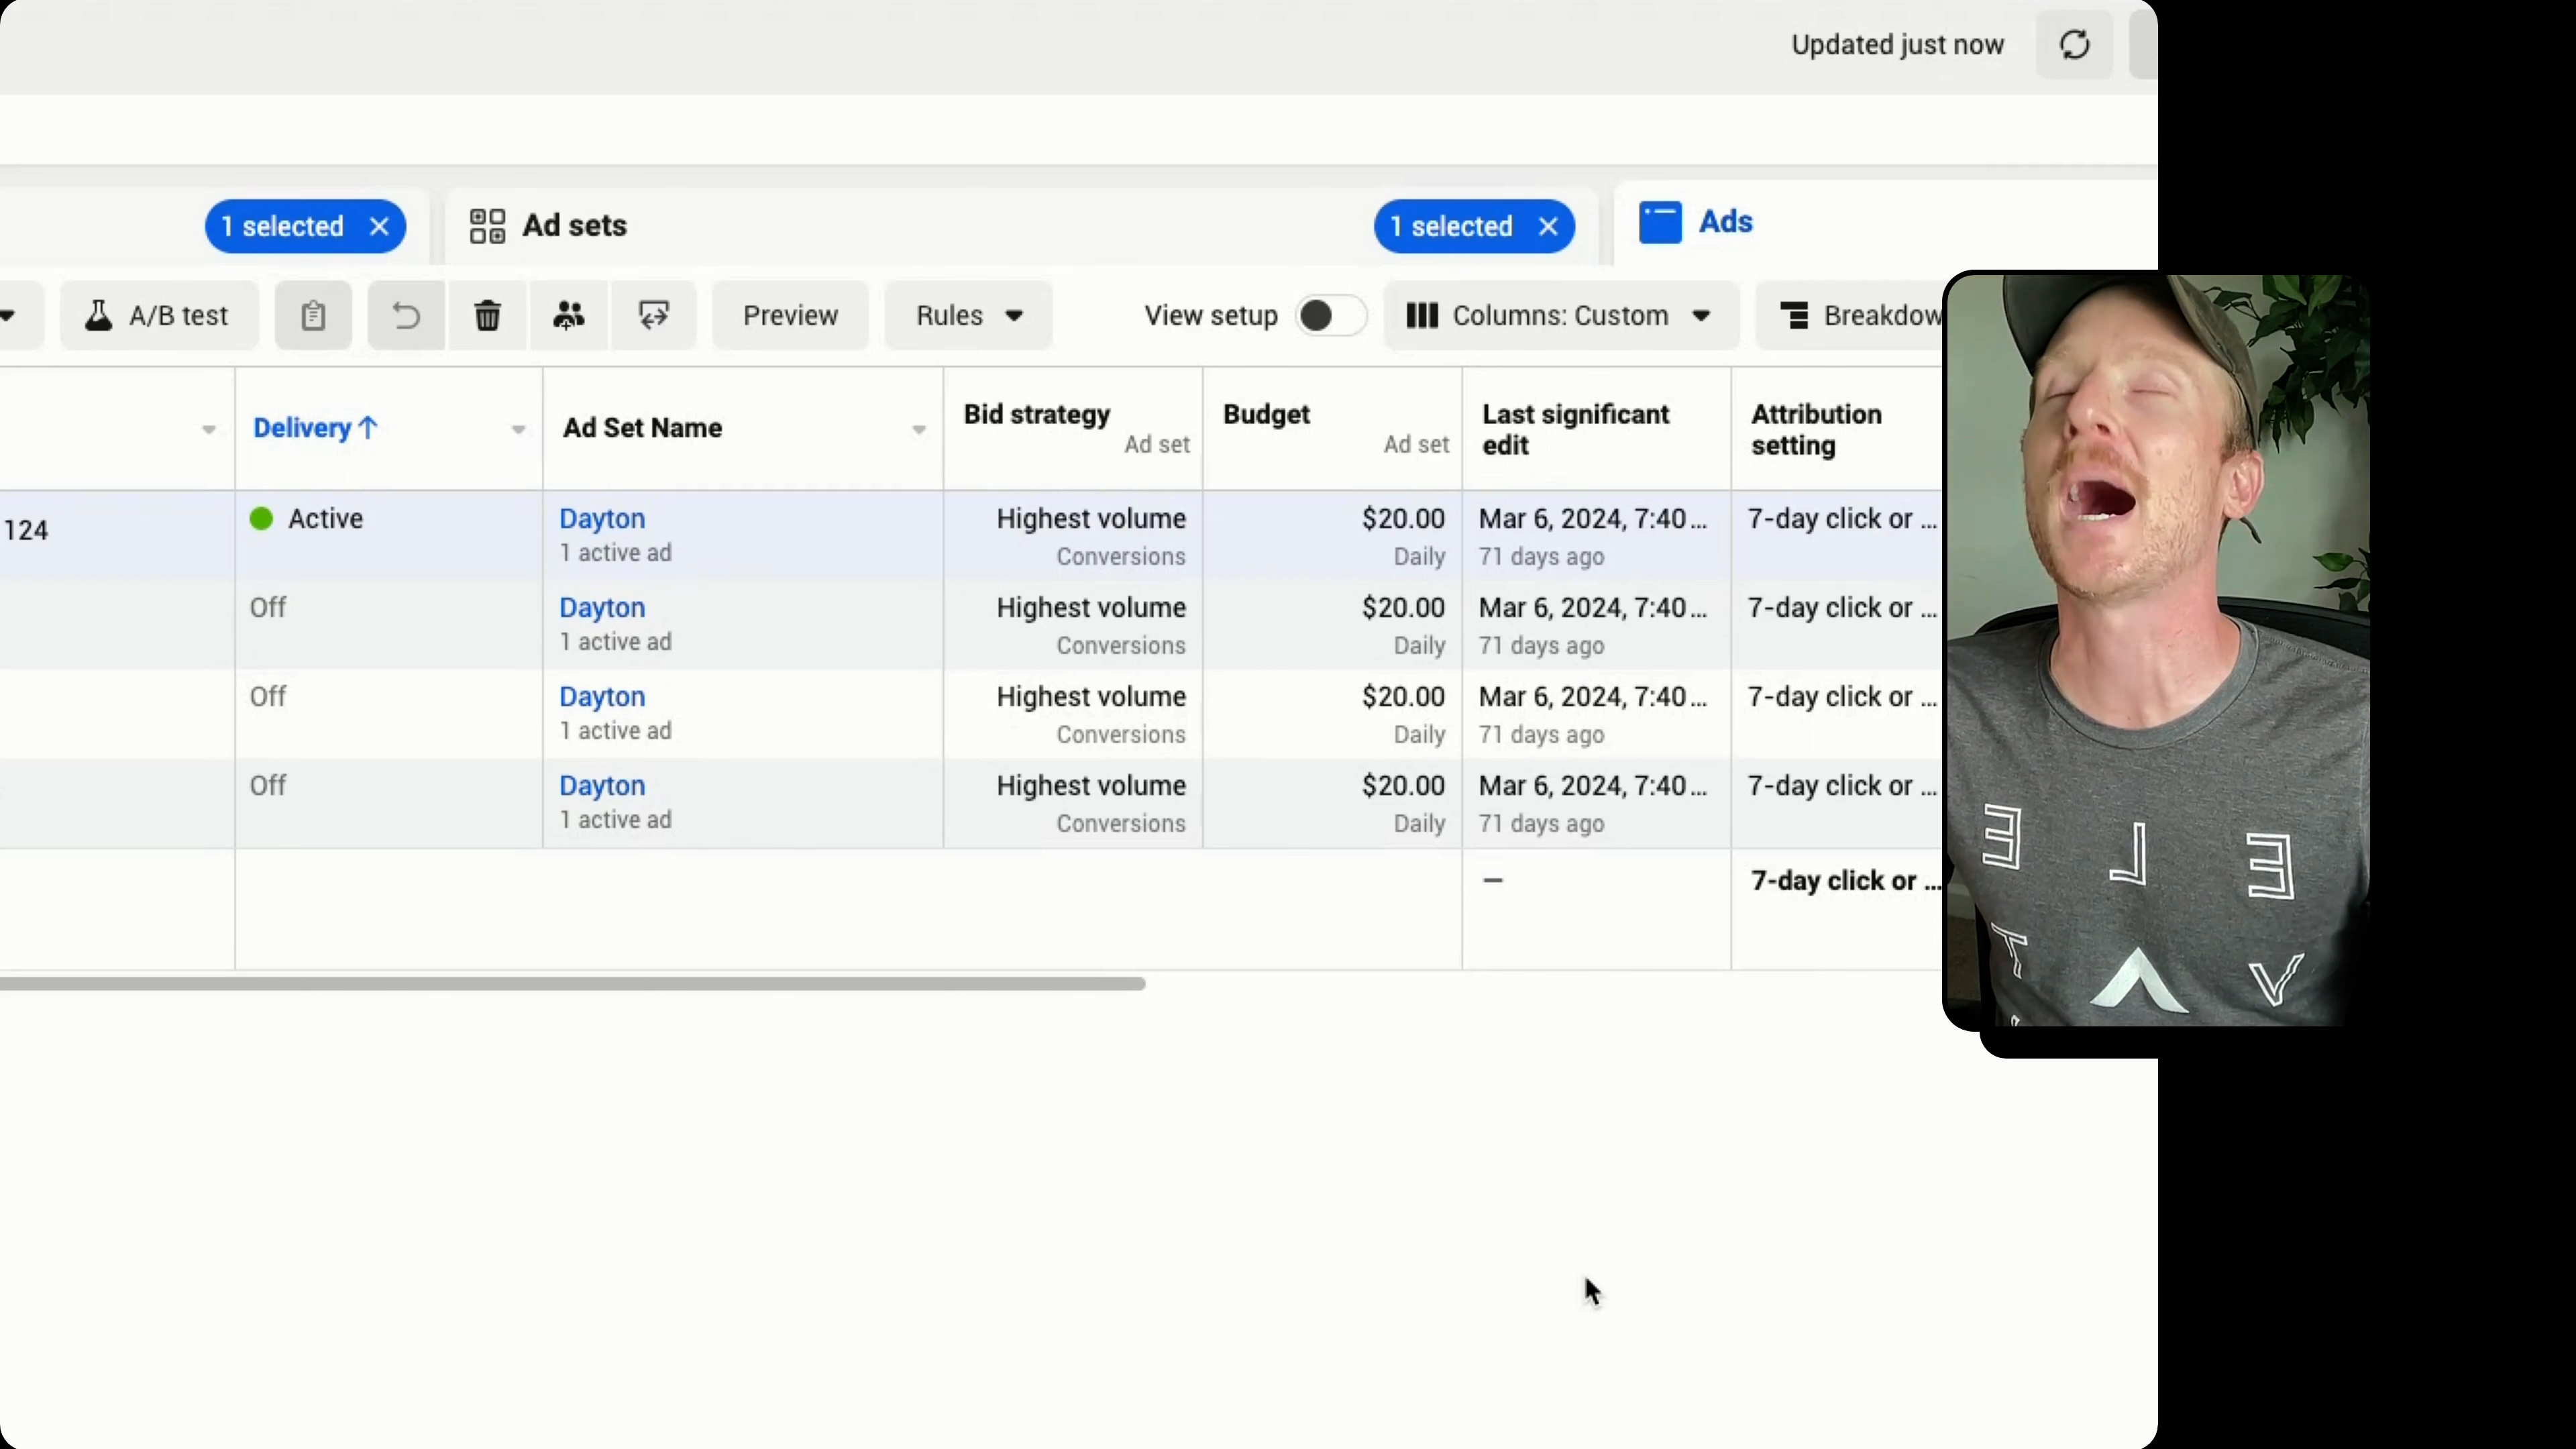 Updated just now
1 selected
Ad sets
1 selected
Ads
A/B test
Preview
Rules
View setup
Columns: Custom
Breakdow
Delivery ↑
Ad Set Name
Bid strategy
Ad set
Budget
Ad set
Last significant
edit
Attribution
setting
124
Active
Dayton
1 active ad
Highest volume
Conversions
$20.00
Daily
Mar 6, 2024, 7:40...
71 days ago
7-day click or ...
Off
Dayton
1 active ad
Highest volume
Conversions
$20.00
Daily
Mar 6, 2024, 7:40...
71 days ago
7-day click or ...
Off
Dayton
1 active ad
Highest volume
Conversions
$20.00
Daily
Mar 6, 2024, 7:40...
71 days ago
7-day click or ...
Off
Dayton
1 active ad
Highest volume
Conversions
$20.00
Daily
Mar 6, 2024, 7:40...
71 days ago
7-day click or ...
—
7-day click or ...
E L E
V A T